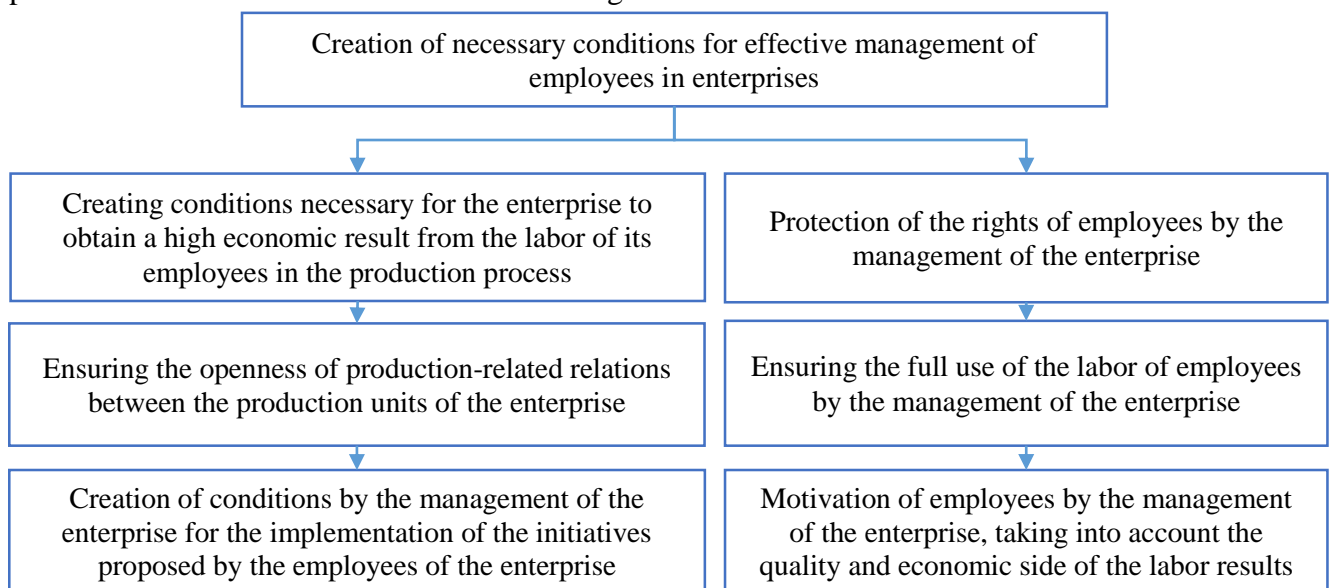 Creation of necessary conditions for effective management of
employees in enterprises
Creating conditions necessary for the enterprise to
obtain a high economic result from the labor of its
employees in the production process
Protection of the rights of employees by the
management of the enterprise
Ensuring the openness of production-related relations
between the production units of the enterprise
Ensuring the full use of the labor of employees
by the management of the enterprise
Creation of conditions by the management of the
enterprise for the implementation of the initiatives
proposed by the employees of the enterprise
Motivation of employees by the management
of the enterprise, taking into account the
quality and economic side of the labor results